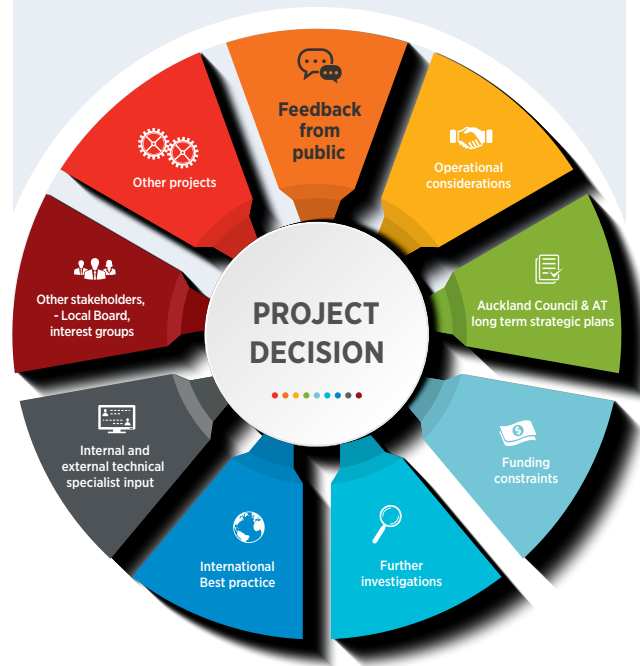 Feedback
from
public
Operational
considerations
Auckland Council & AT
long term strategic plans
Funding
constraints
Further
investigations
International
Best practice
Internal and
external technical
specialist input
Other stakeholders,
- Local Board,
interest groups
Other projects
PROJECT
DECISION